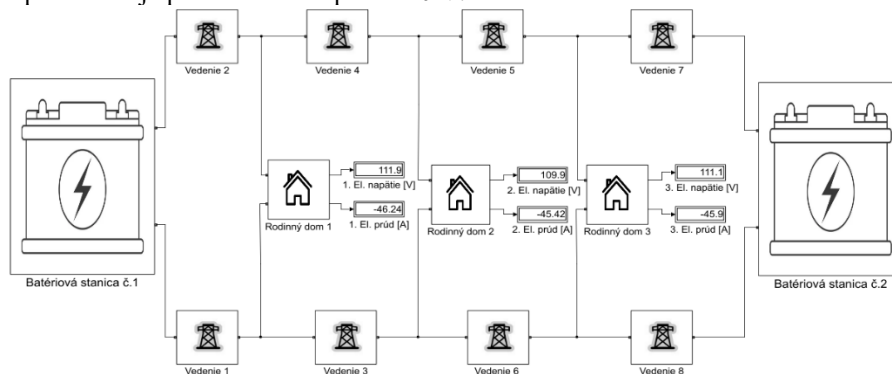 Vedenie 2
Vedenie 4
Vedenie 5
Vedenie 7
111.9
1. El. napätie [V]
-46.24
1. El. prúd [A]
Rodinný dom 1
109.9
2. El. napätie [V]
-45.42
2. El. prúd [A]
Rodinný dom 2
111.1
3. El. napätie [V]
-45.9
3. El. prúd [A]
Rodinný dom 3
Batériová stanica č.1
Batériová stanica č.2
Vedenie 1
Vedenie 3
Vedenie 6
Vedenie 8